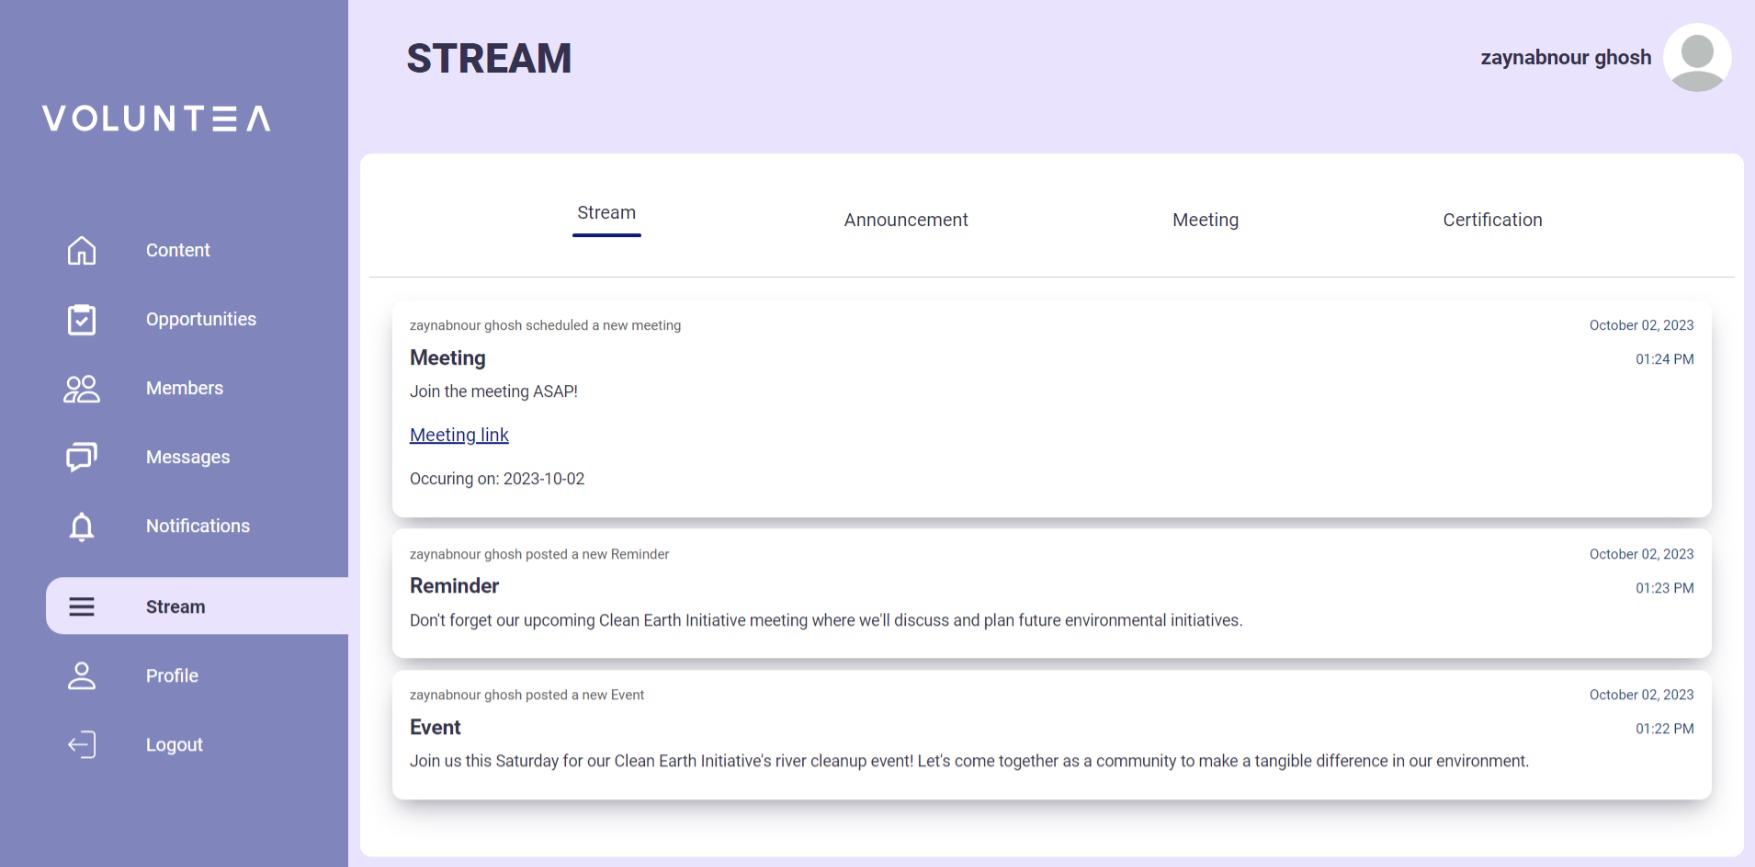 VOLUNTEA
Content
Opportunities
Members
Messages
Notifications
Stream
Profile
Logout
STREAM
zaynabnour ghosh
Stream
Announcement
Meeting
Certification
zaynabnour ghosh scheduled a new meeting
October 02, 2023
Meeting
01:24 PM
Join the meeting ASAP!
Meeting link
Occuring on: 2023-10-02
zaynabnour ghosh posted a new Reminder
October 02, 2023
Reminder
01:23 PM
Don't forget our upcoming Clean Earth Initiative meeting where we'll discuss and plan future environmental initiatives.
zaynabnour ghosh posted a new Event
October 02, 2023
Event
01:22 PM
Join us this Saturday for our Clean Earth Initiative's river cleanup event! Let's come together as a community to make a tangible difference in our environment.